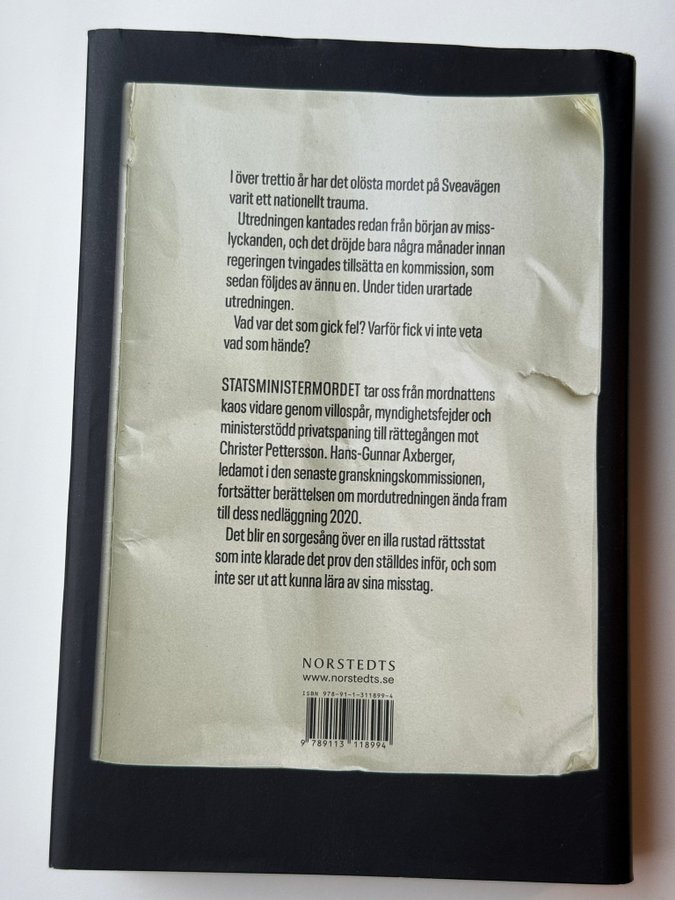 I över trettio år har det olösta mordet på Sveavägen
varit ett nationellt trauma.
Utredningen kantades redan från början av miss-
lyckanden, och det dröjde bara några månader innan
regeringen tvingades tillsätta en kommission, som
sedan följdes av ännu en. Under tiden urartade
utredningen.
Vad var det som gick fel? Varför fick vi inte veta
vad som hände?
STATSMINISTERMORDET tar oss från mordnattens
kaos vidare genom villospår, myndighetsfejder och
ministerstödd privatspaning till rättegången mot
Christer Pettersson. Hans-Gunnar Axberger,
ledamot i den senaste granskningskommissionen,
fortsätter berättelsen om mordutredningen ända fram
till dess nedläggning 2020.
Det blir en sorgesång över en illa rustad rättsstat
som inte klarade det prov den ställdes inför, och som
inte ser ut att kunna lära av sina misstag.
NORSTEDTS
www.norstedts.se
ISBN 978-91-1-311899-4
9 789113 118994